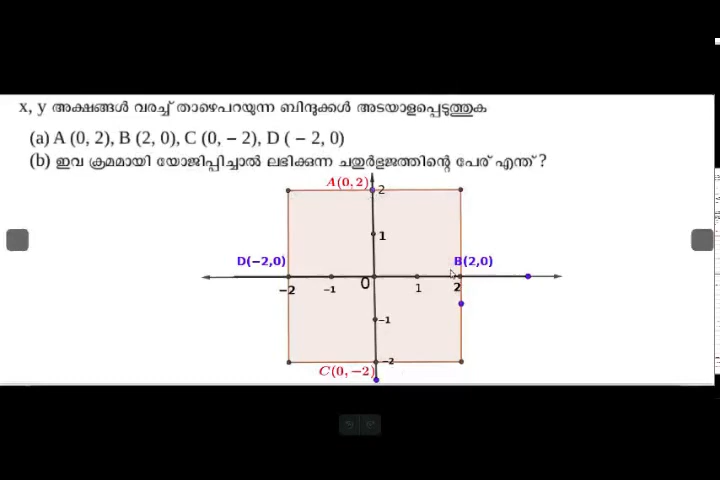 x, y അക്ഷങ്ങൾ വരച്ച് താഴെപറയുന്ന ബിന്ദുക്കൾ അടയാളപ്പെടുത്തുക
(a) A (0, 2), B (2, 0), C (0, − 2), D ( − 2, 0)
(b) ഇവ ക്രമമായി യോജിപ്പിച്ചാൽ ലഭിക്കുന്ന ചതുർഭുജത്തിന്റെ പേര് എന്ത് ?
A(0, 2) 2
1
D(−2,0) B(2,0)
−2 −1 0 1 2
−1
−2
C(0, −2)